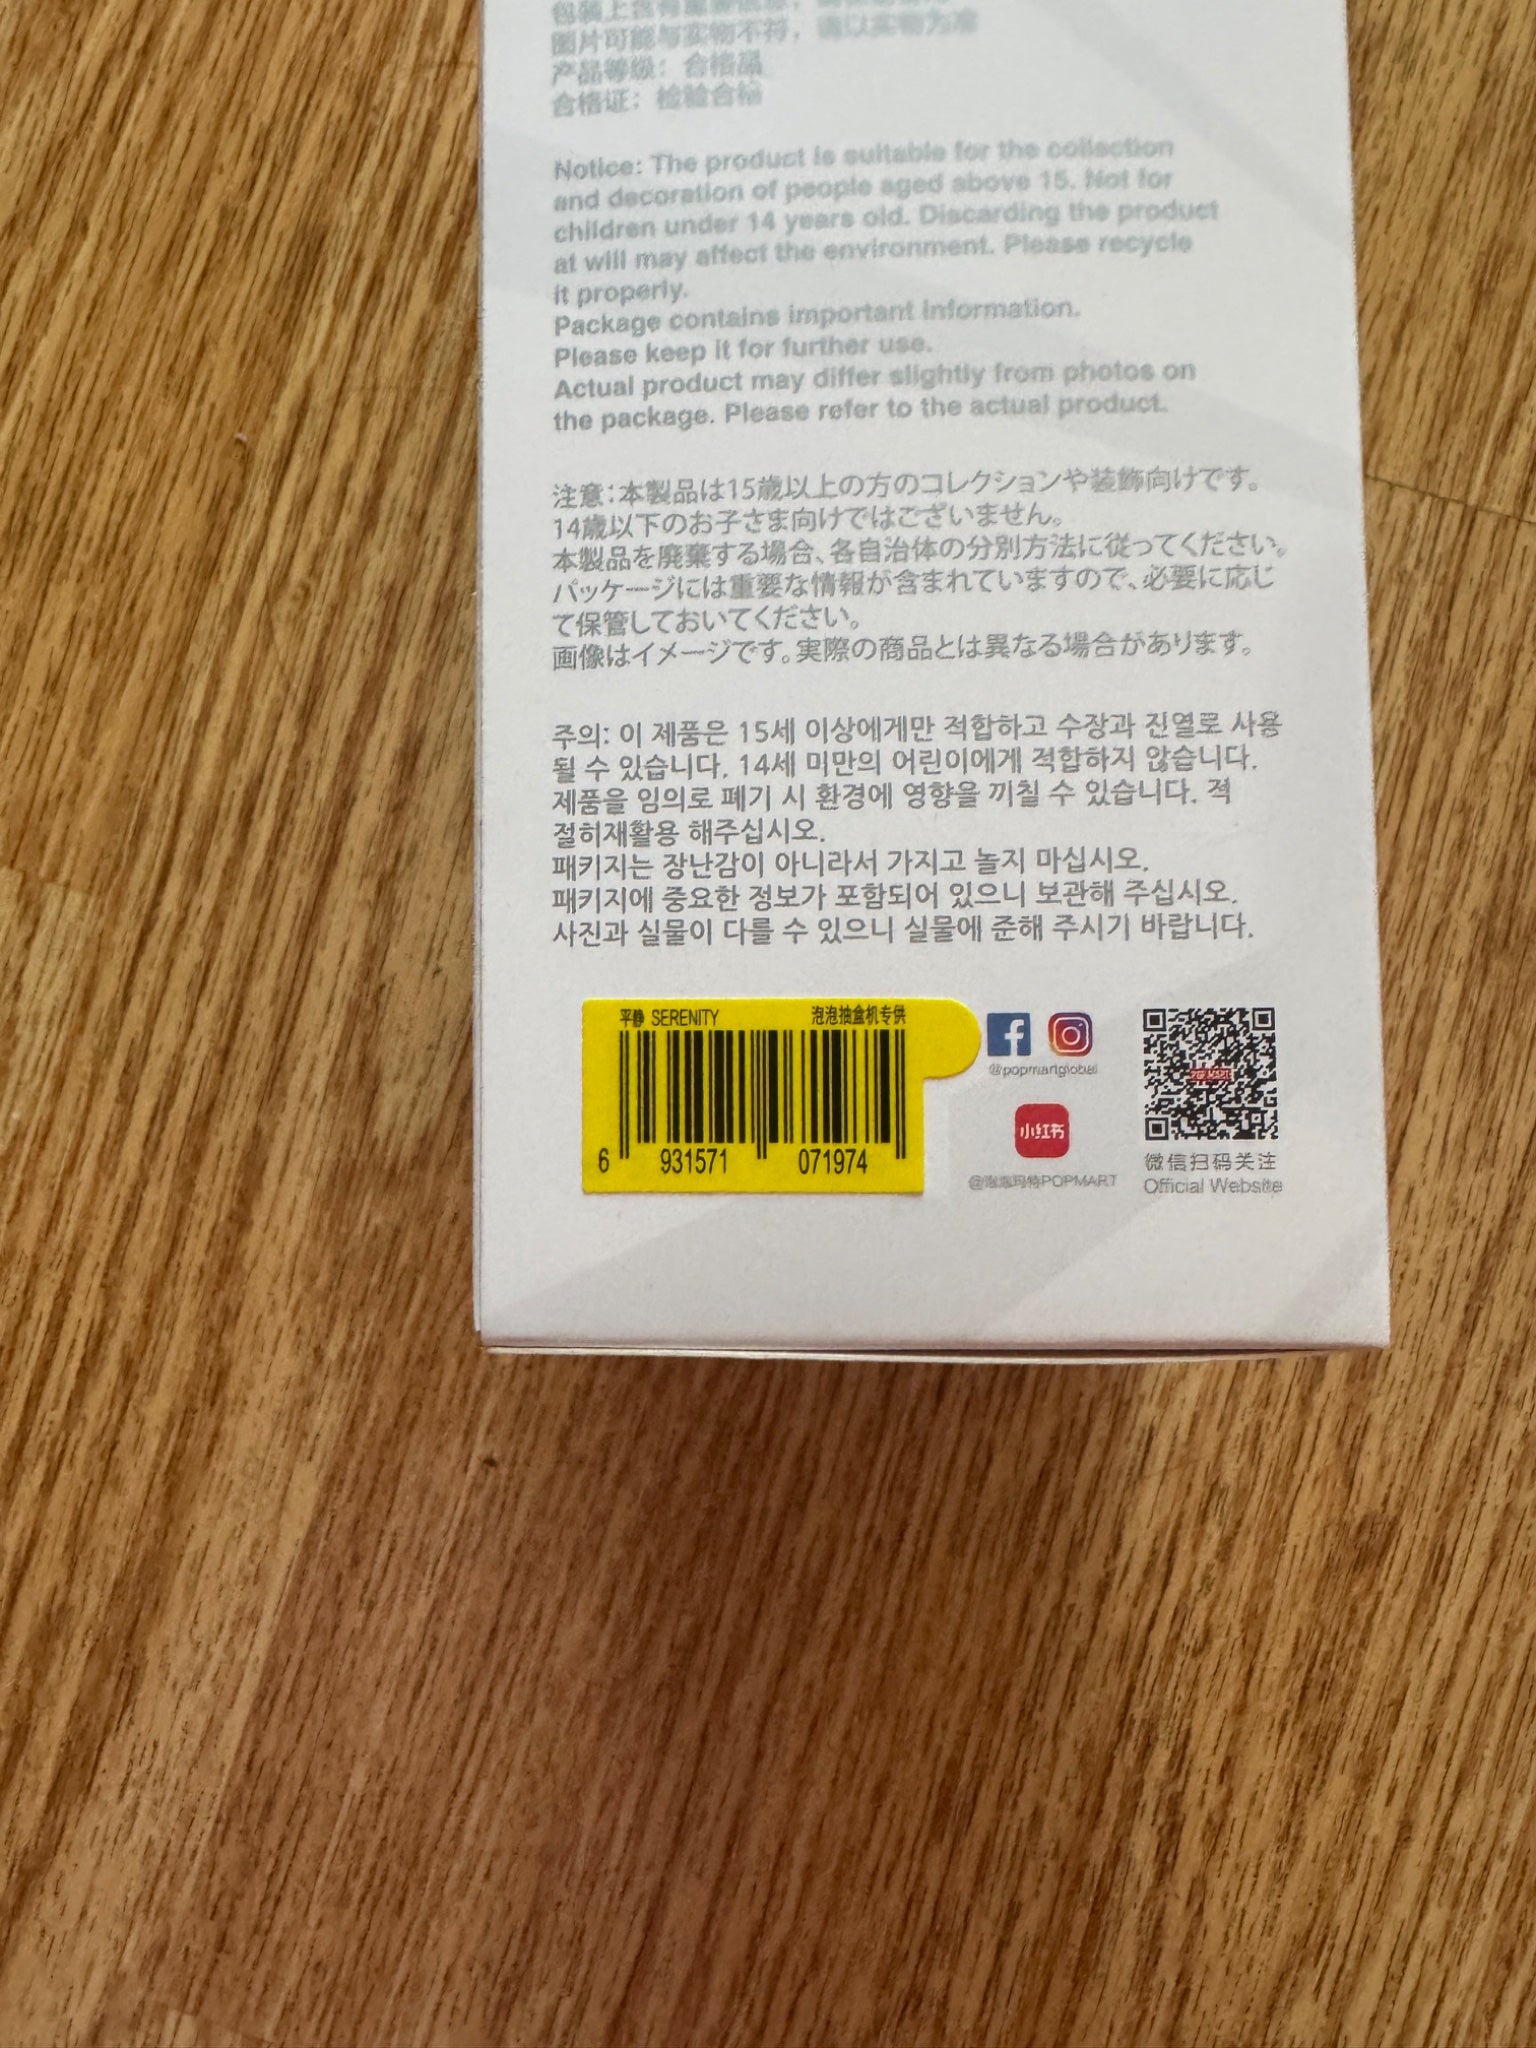 图片可能与实物不符，请以实物为准
产品等级：合格品
合格证：检验合格
Notice: The product is suitable for the collection
and decoration of people aged above 15. Not for
children under 14 years old. Discarding the product
at will may affect the environment. Please recycle
it properly.
Package contains important information.
Please keep it for further use.
Actual product may differ slightly from photos on
the package. Please refer to the actual product.
注意：本製品は15歳以上の方のコレクションや装飾向けです。
14歳以下のお子さま向けではございません。
本製品を廃棄する場合、各自治体の分別方法に従ってください。
パッケージには重要な情報が含まれていますので、必要に応じ
て保管しておいてください。
画像はイメージです。実際の商品とは異なる場合があります。
주의: 이 제품은 15세 이상에게만 적합하고 수장과 진열로 사용
될 수 있습니다. 14세 미만의 어린이에게 적합하지 않습니다.
제품을 임의로 폐기 시 환경에 영향을 끼칠 수 있습니다. 적
절히재활용 해주십시오.
패키지는 장난감이 아니라서 가지고 놀지 마십시오.
패키지에 중요한 정보가 포함되어 있으니 보관해 주십시오.
사진과 실물이 다를 수 있으니 실물에 준해 주시기 바랍니다.
平静 SERENITY 泡泡抽盒机专供
6 931571 071974
@popmartglobal
小红书
@泡泡玛特POPMART
POP MART
微信扫码关注
Official Website